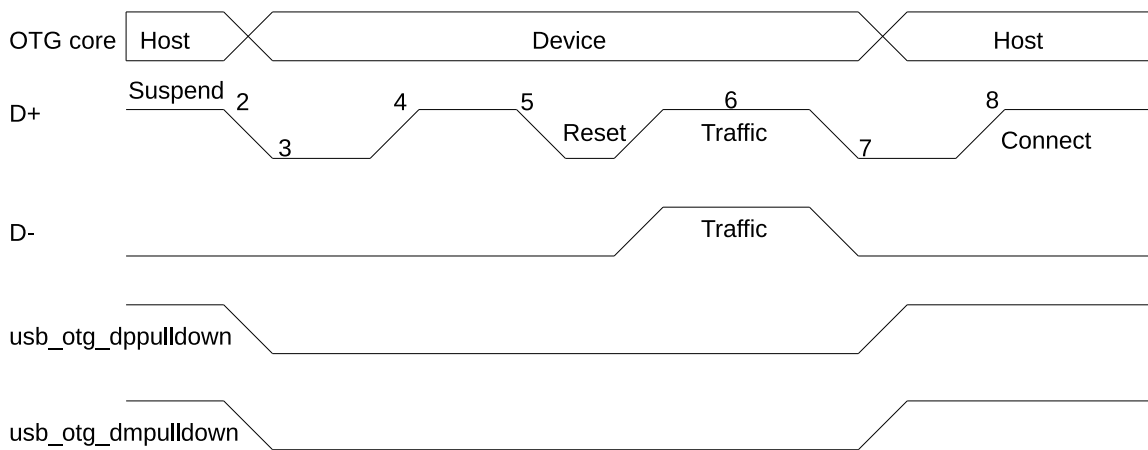 OTG core Host Device Host
Suspend 2 4 5 6 8
D+
3 Reset Traffic 7 Connect
D- Traffic
usb_otg_dppulldown
usb_otg_dmpulldown